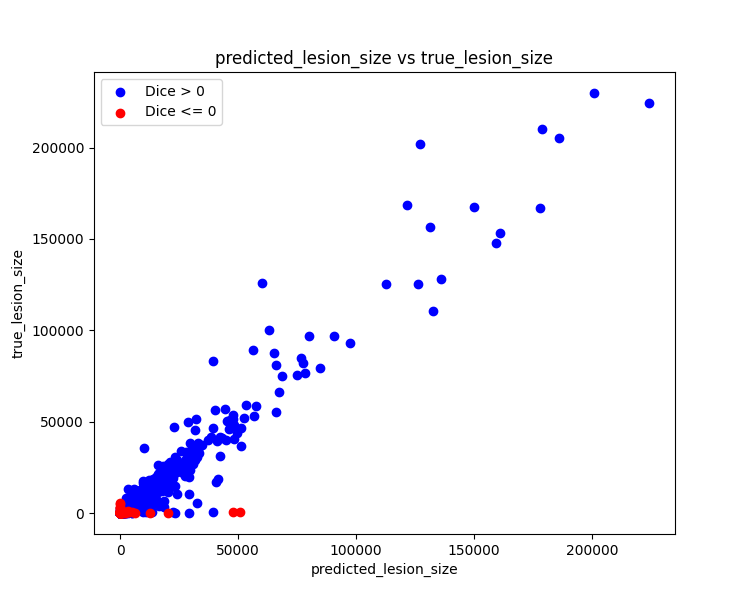 predicted_lesion_size vs true_lesion_size
Dice > 0
Dice <= 0
200000
150000
100000
50000
0
true_lesion_size
0
50000
100000
150000
200000
predicted_lesion_size